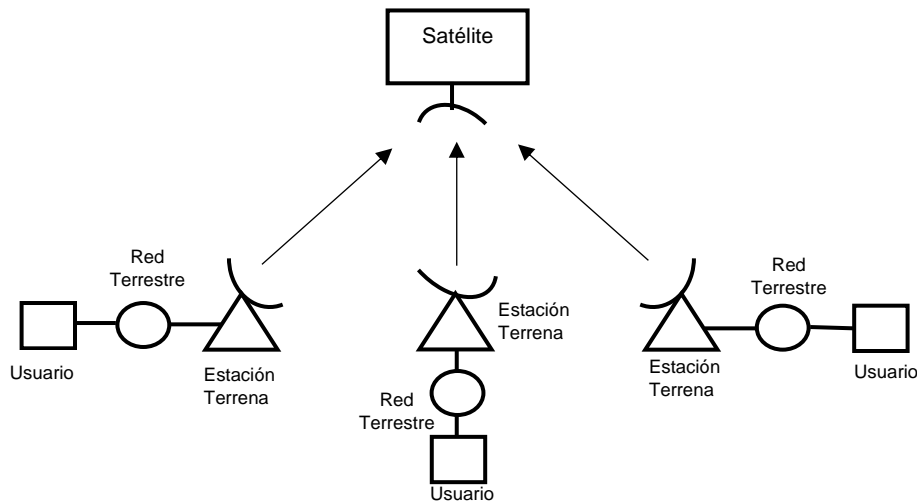 Satélite
Red
Terrestre
Usuario
Estación
Terrena
Estación
Terrena
Red
Terrestre
Usuario
Red
Terrestre
Estación
Terrena
Usuario